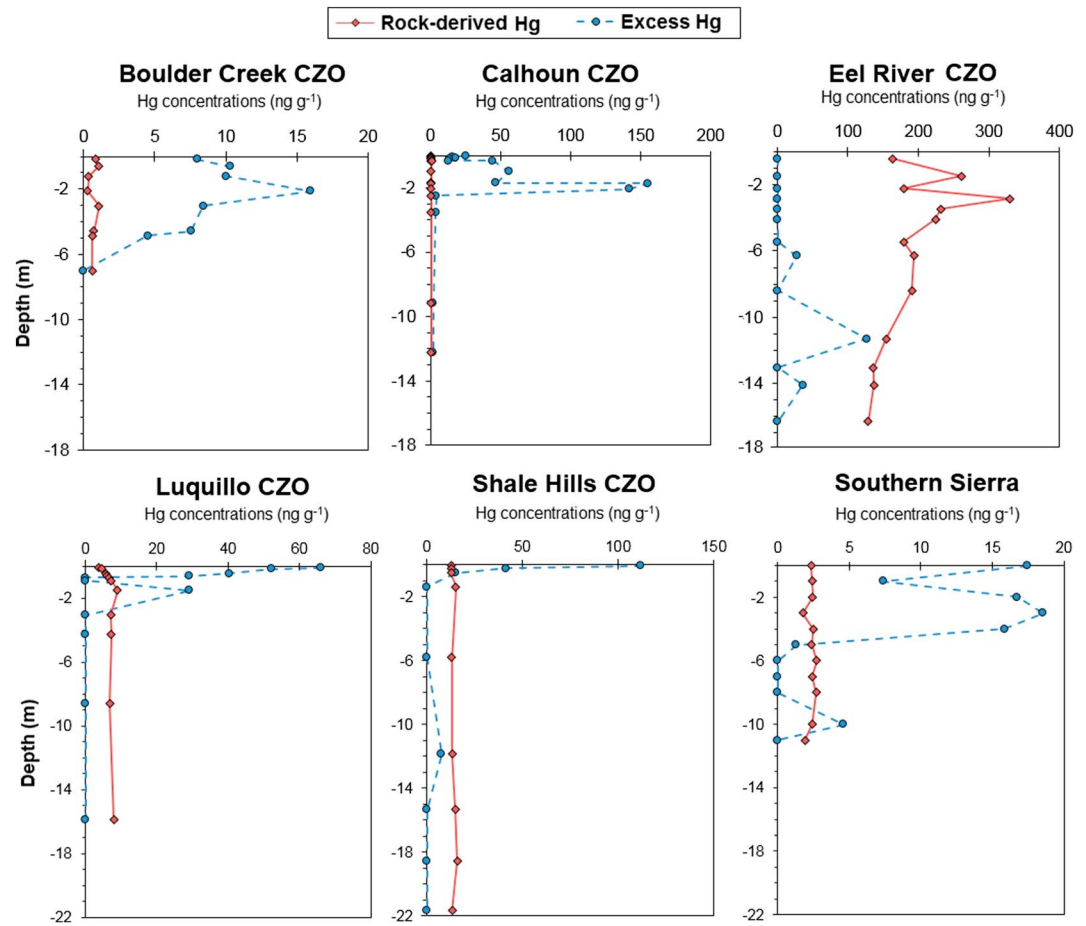 Rock-derived Hg Excess Hg
Boulder Creek CZO
Hg concentrations (ng g-1)
0 5 10 15 20
Depth (m)
-2
-6
-10
-14
-18
Calhoun CZO
Hg concentrations (ng g-1)
0 50 100 150 200
-2
-6
-10
-14
-18
Eel River CZO
Hg concentrations (ng g-1)
0 100 200 300 400
-2
-6
-10
-14
-18
Luquillo CZO
Hg concentrations (ng g-1)
0 20 40 60 80
Depth (m)
-2
-6
-10
-14
-18
-22
Shale Hills CZO
Hg concentrations (ng g-1)
0 50 100 150
-2
-6
-10
-14
-18
-22
Southern Sierra
Hg concentrations (ng g-1)
0 5 10 15 20
-2
-6
-10
-14
-18
-22